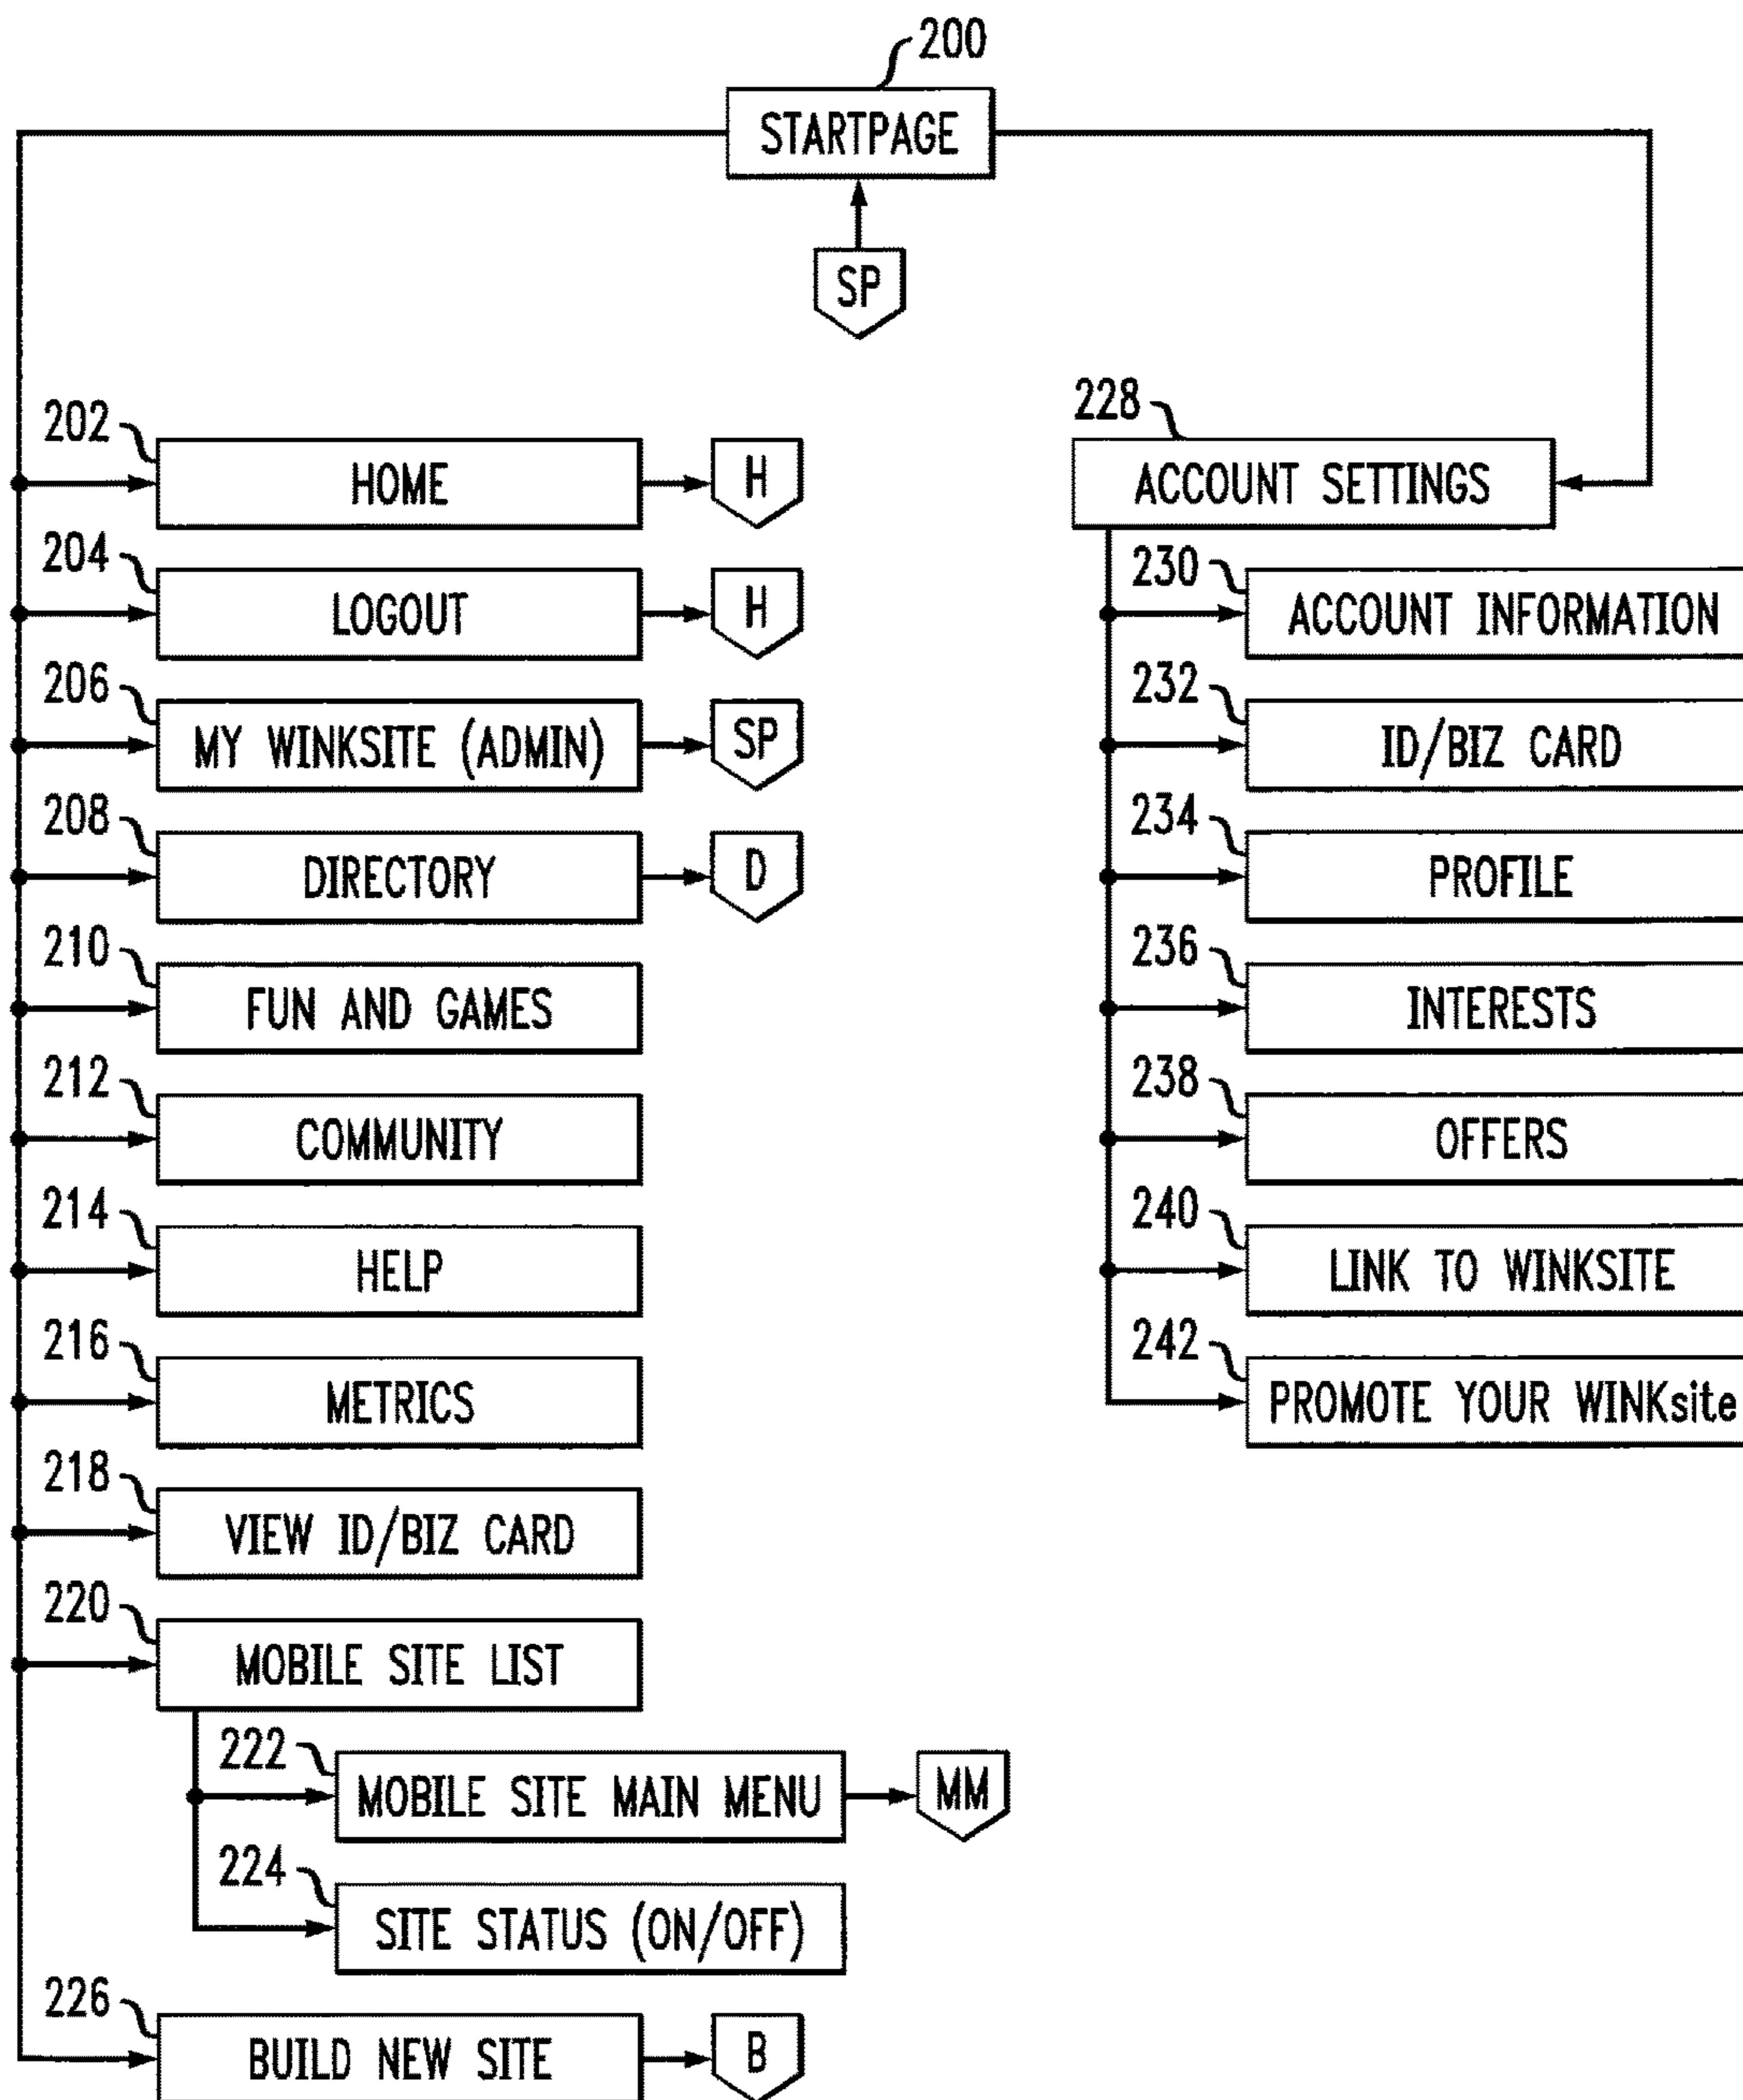 200
STARTPAGE
SP
202
HOME
H
204
LOGOUT
H
206
MY WINKSITE (ADMIN)
SP
208
DIRECTORY
D
210
FUN AND GAMES
212
COMMUNITY
214
HELP
216
METRICS
218
VIEW ID/BIZ CARD
220
MOBILE SITE LIST
222
MOBILE SITE MAIN MENU
MM
224
SITE STATUS (ON/OFF)
226
BUILD NEW SITE
B
228
ACCOUNT SETTINGS
230
ACCOUNT INFORMATION
232
ID/BIZ CARD
234
PROFILE
236
INTERESTS
238
OFFERS
240
LINK TO WINKSITE
242
PROMOTE YOUR WINKsite